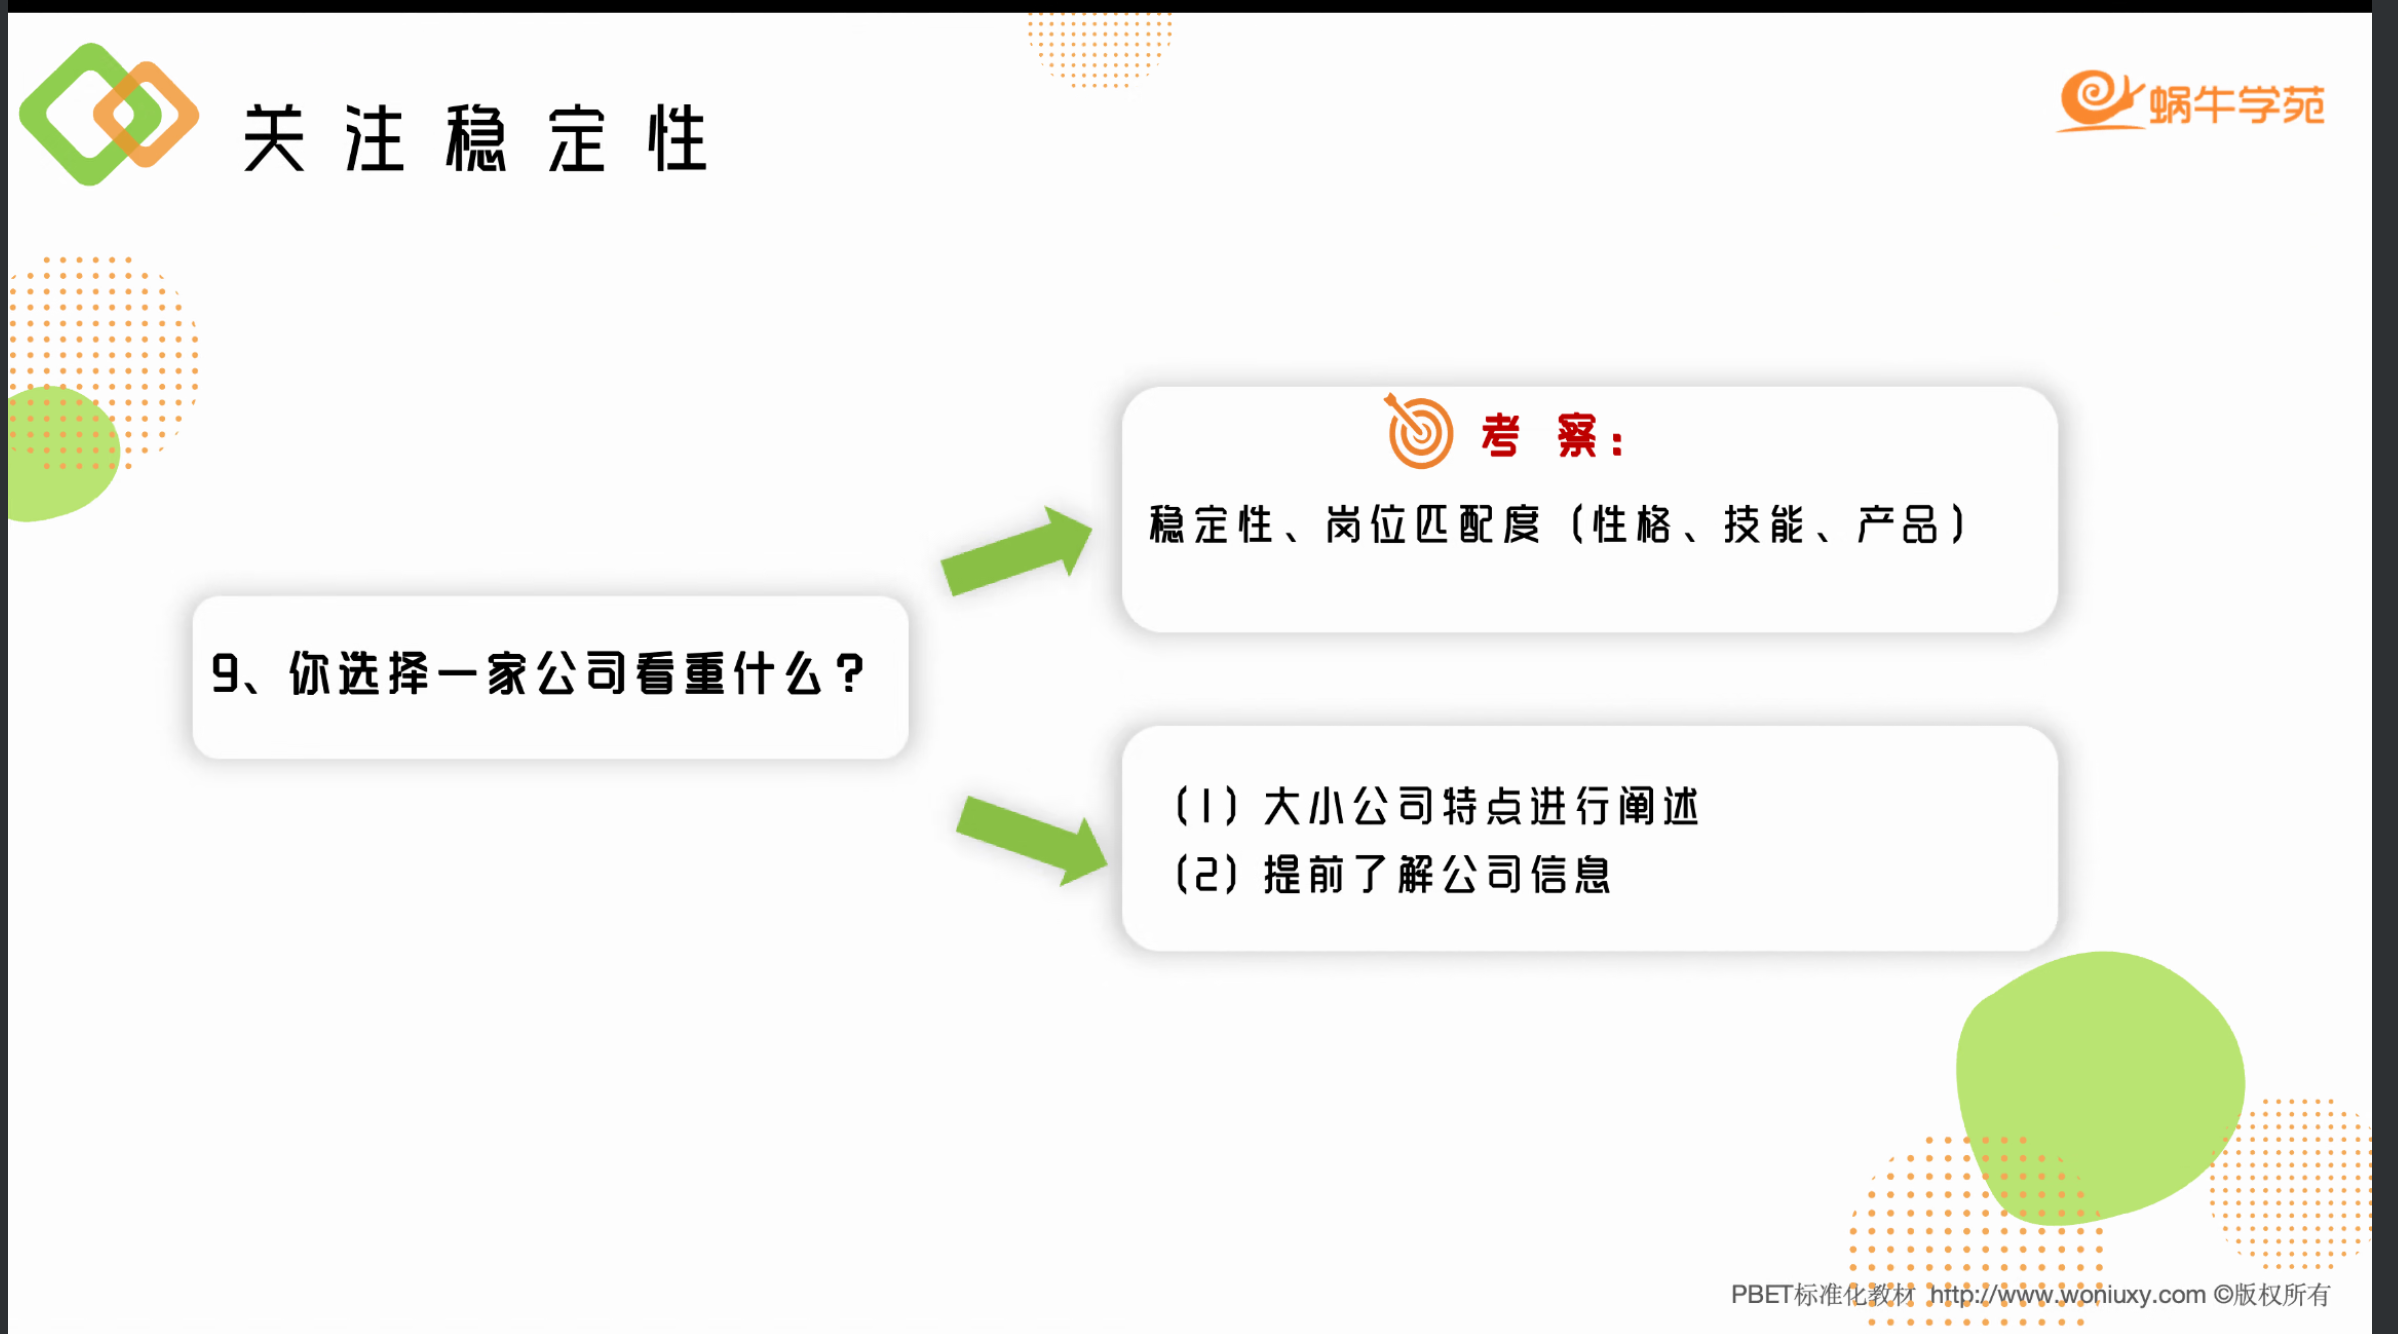 关注稳定性
蜗牛学苑
考察：
稳定性、岗位匹配度（性格、技能、产品）
9、你选择一家公司看重什么？
（1）大小公司特点进行阐述
（2）提前了解公司信息
PBET标准化教材 http://www.woniuxy.com ©版权所有